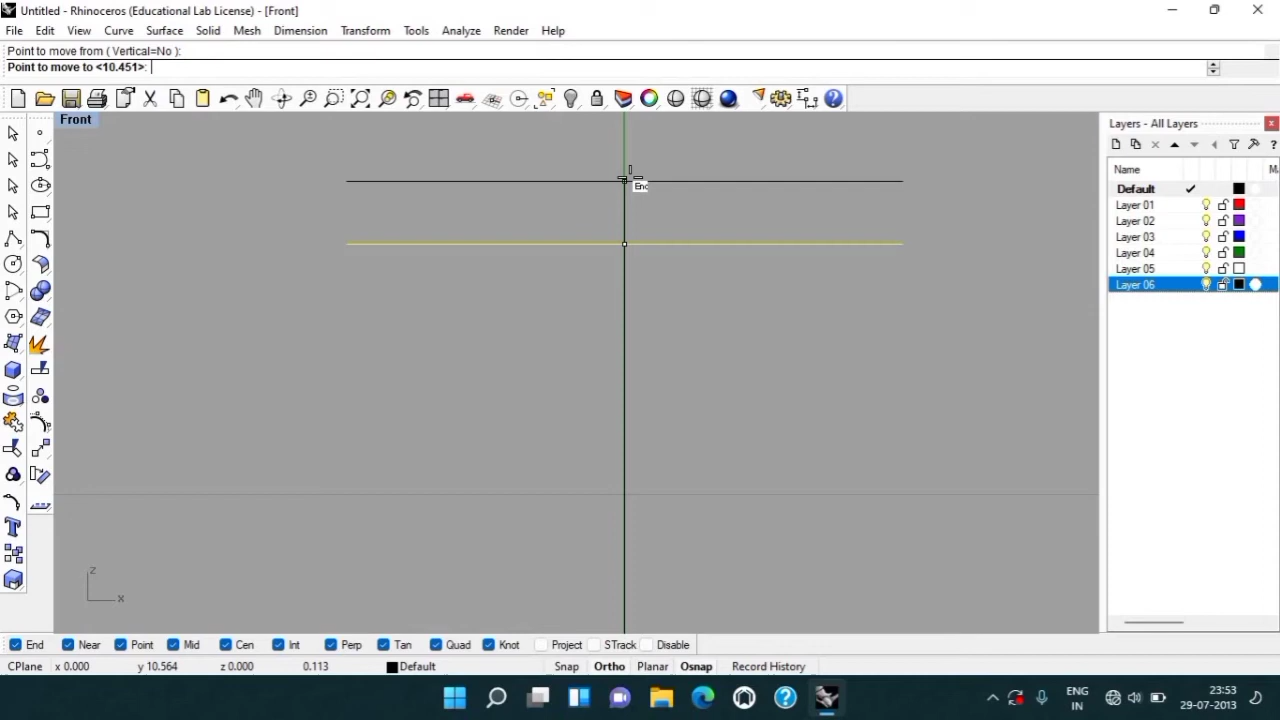 Untitled - Rhinoceros (Educational Lab License) - [Front]
File Edit View Curve Surface Solid Mesh Dimension Transform Tools Analyze Render Help
Point to move from ( Vertical=No ):
Point to move to <10.451>:
Front
Layers - All Layers
Name
Default
Layer 01
Layer 02
Layer 03
Layer 04
Layer 05
Layer 06
End
z
x
End Near Point Mid Cen Int Perp Tan Quad Knot Project STrack Disable
CPlane x 0.000 y 10.564 z 0.000 0.113 Default Snap Ortho Planar Osnap Record History
ENG 23:53
IN 29-07-2013